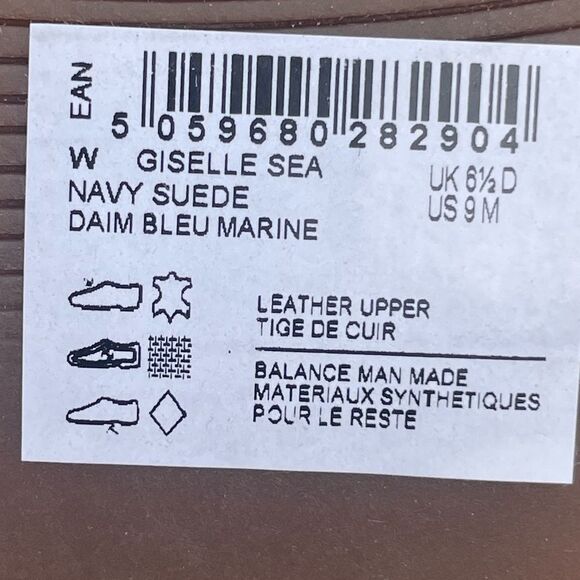 EAN
5 059680 282904
W GISELLE SEA
NAVY SUEDE
DAIM BLEU MARINE
UK 6½ D
US 9 M
LEATHER UPPER
TIGE DE CUIR
BALANCE MAN MADE
MATERIAUX SYNTHETIQUES
POUR LE RESTE